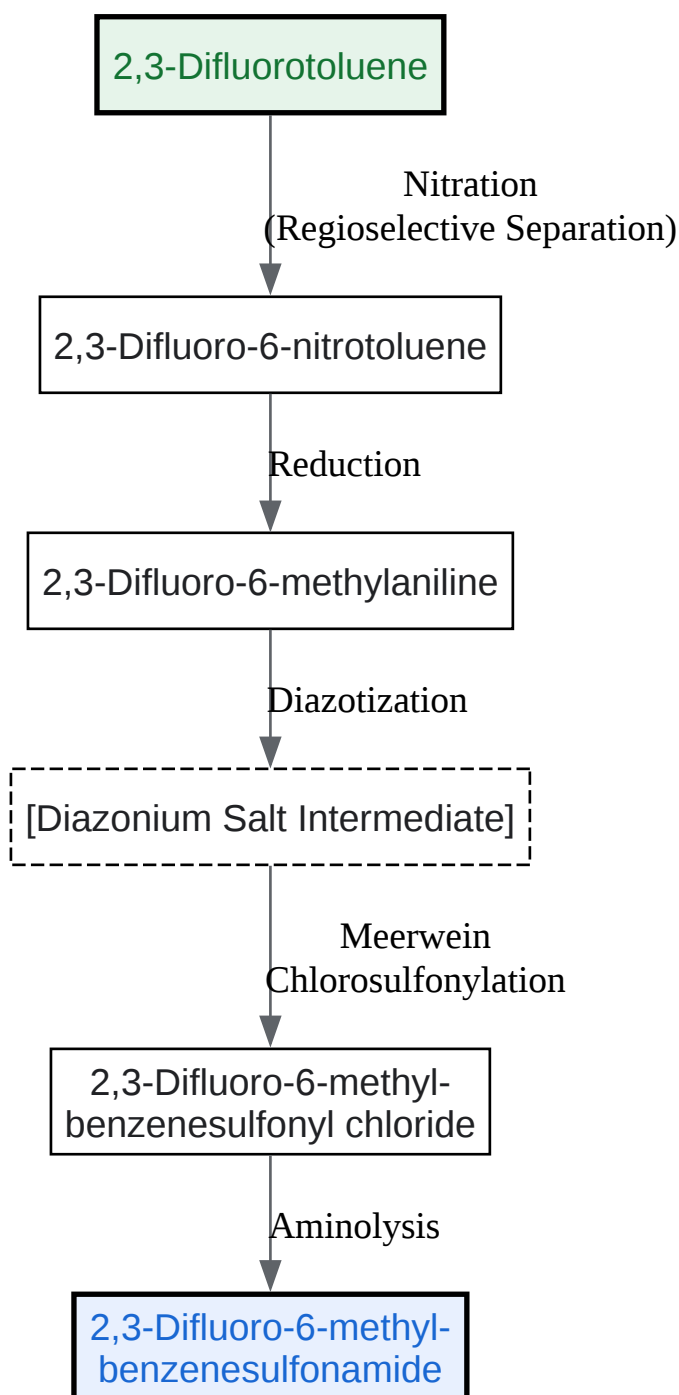 2,3-Difluorotoluene
Nitration
(Regioselective Separation)
2,3-Difluoro-6-nitrotoluene
Reduction
2,3-Difluoro-6-methylaniline
Diazotization
[Diazonium Salt Intermediate]
Meerwein
Chlorosulfonylation
2,3-Difluoro-6-methyl-
benzenesulfonyl chloride
Aminolysis
2,3-Difluoro-6-methyl-
benzenesulfonamide